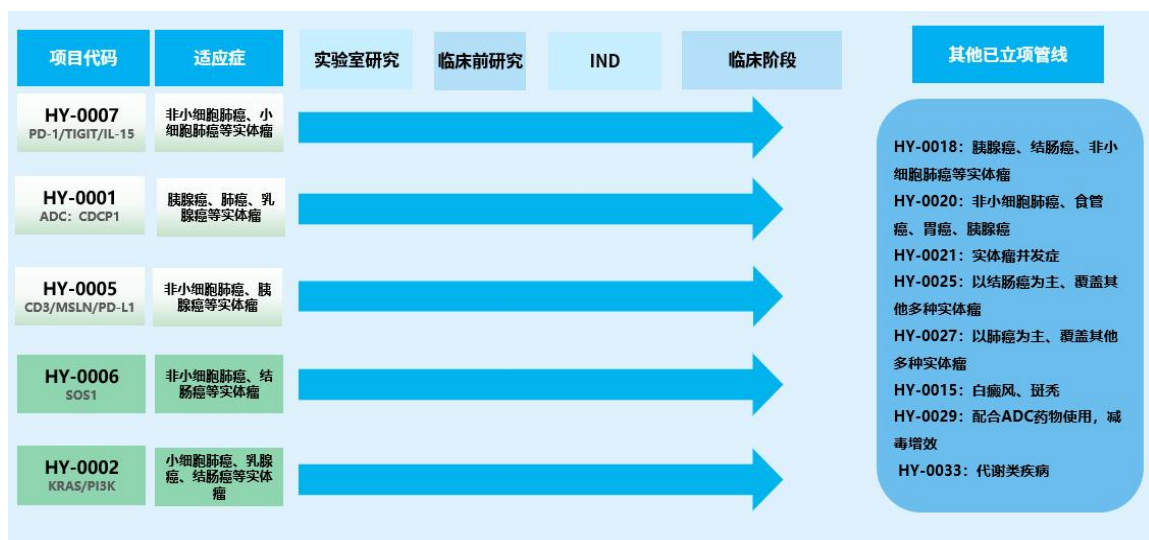 项目代码
适应症
实验室研究
临床前研究
IND
临床阶段
其他已立项管线
HY-0007
PD-1/TIGIT/IL-15
非小细胞肺癌、小
细胞肺癌等实体瘤
HY-0001
ADC：CDCP1
胰腺癌、肺癌、乳
腺癌等实体瘤
HY-0005
CD3/MSLN/PD-L1
非小细胞肺癌、胰
腺癌等实体瘤
HY-0006
SOS1
非小细胞肺癌、结
肠癌等实体瘤
HY-0002
KRAS/PI3K
小细胞肺癌、乳腺
癌、结肠癌等实体
瘤
HY-0018：胰腺癌、结肠癌、非小
细胞肺癌等实体瘤
HY-0020：非小细胞肺癌、食管
癌、胃癌、胰腺癌
HY-0021：实体瘤并发症
HY-0025：以结肠癌为主、覆盖其
他多种实体瘤
HY-0027：以肺癌为主、覆盖其他
多种实体瘤
HY-0015：白癜风、斑秃
HY-0029：配合ADC药物使用，减
毒增效
HY-0033：代谢类疾病